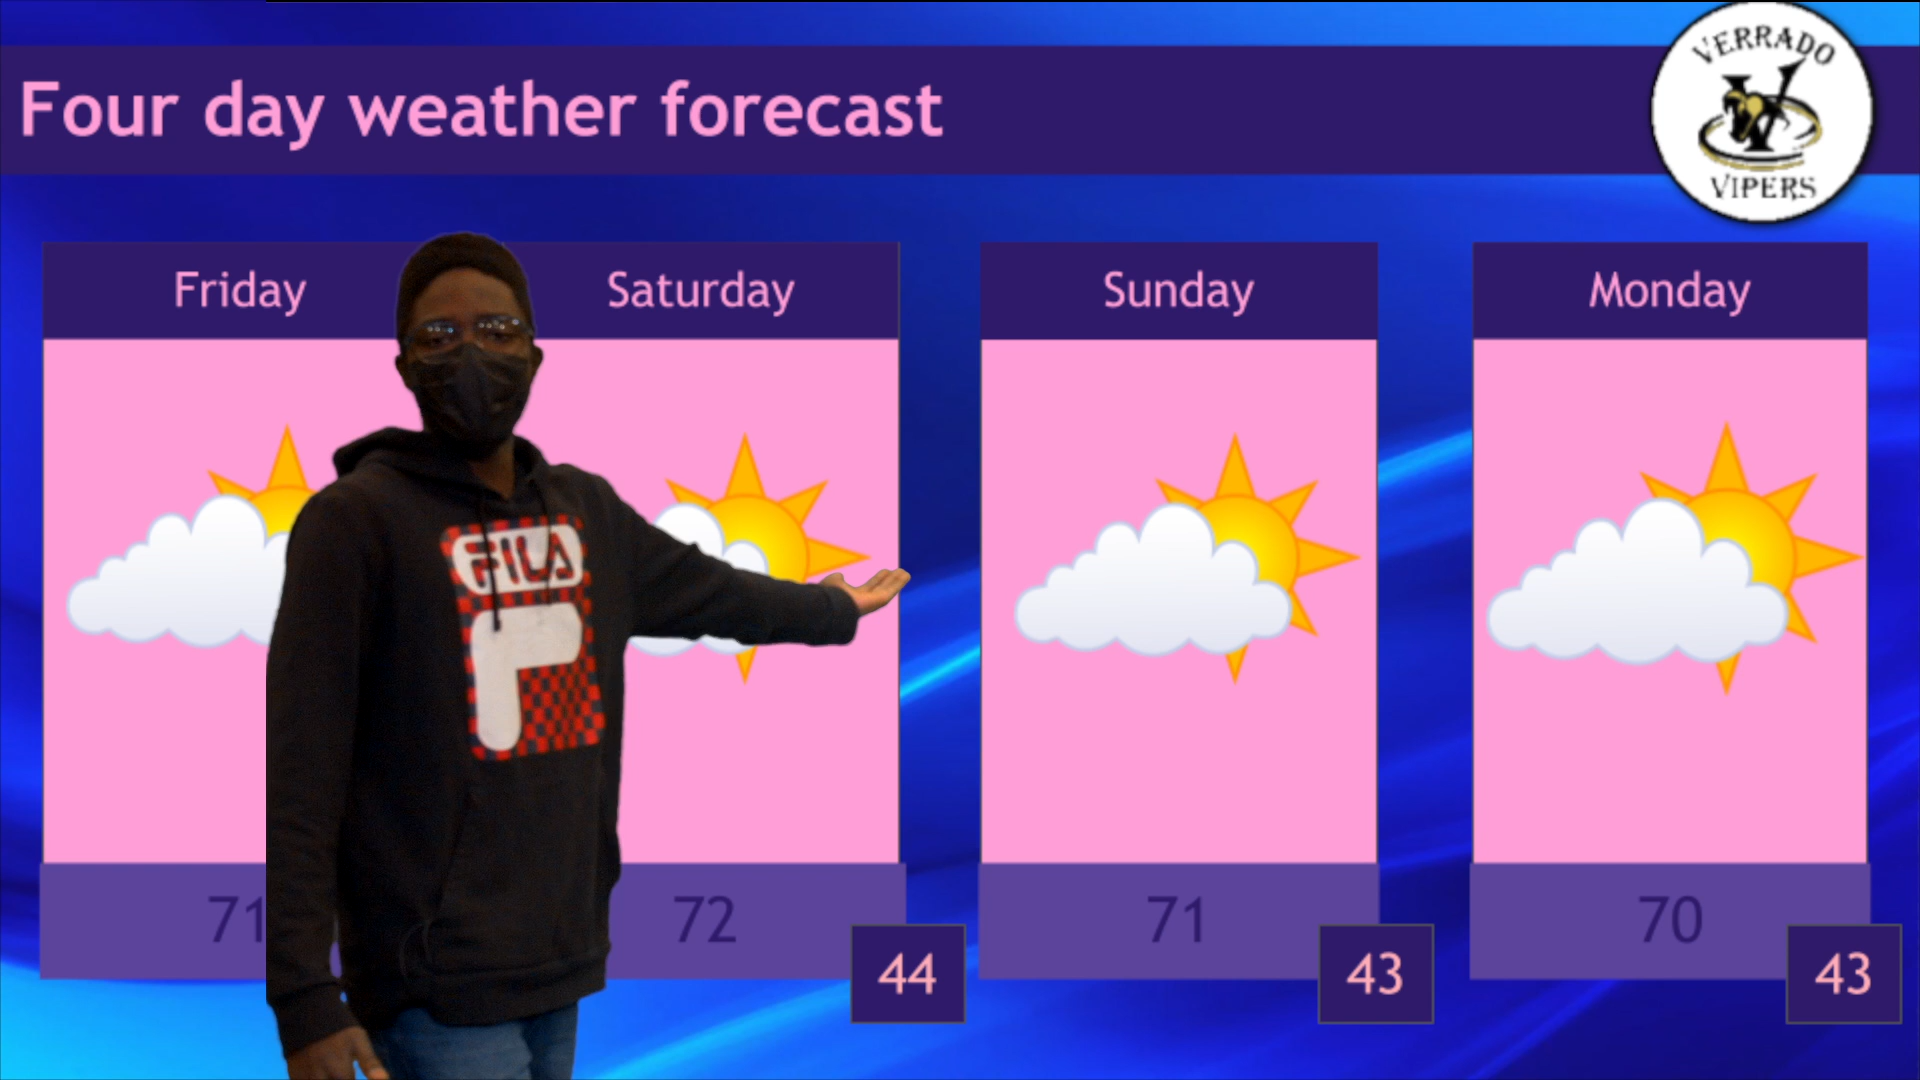 Four day weather forecast
VERRADO
VIPERS
Friday
Saturday
Sunday
Monday
FILA
71
72
71
70
44
43
43